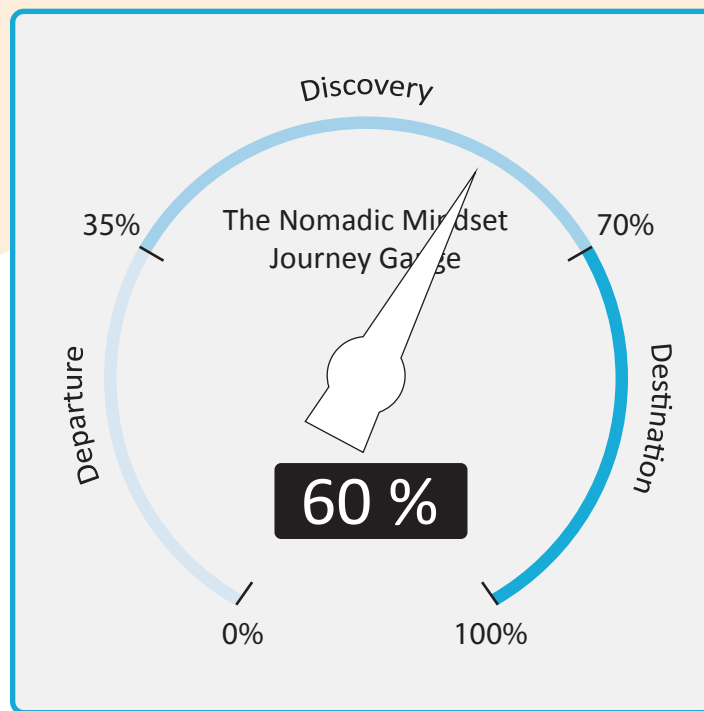 Discovery
35%
The Nomadic Mindset
70%
Journey Gauge
Departure
Destination
60 %
0%
100%